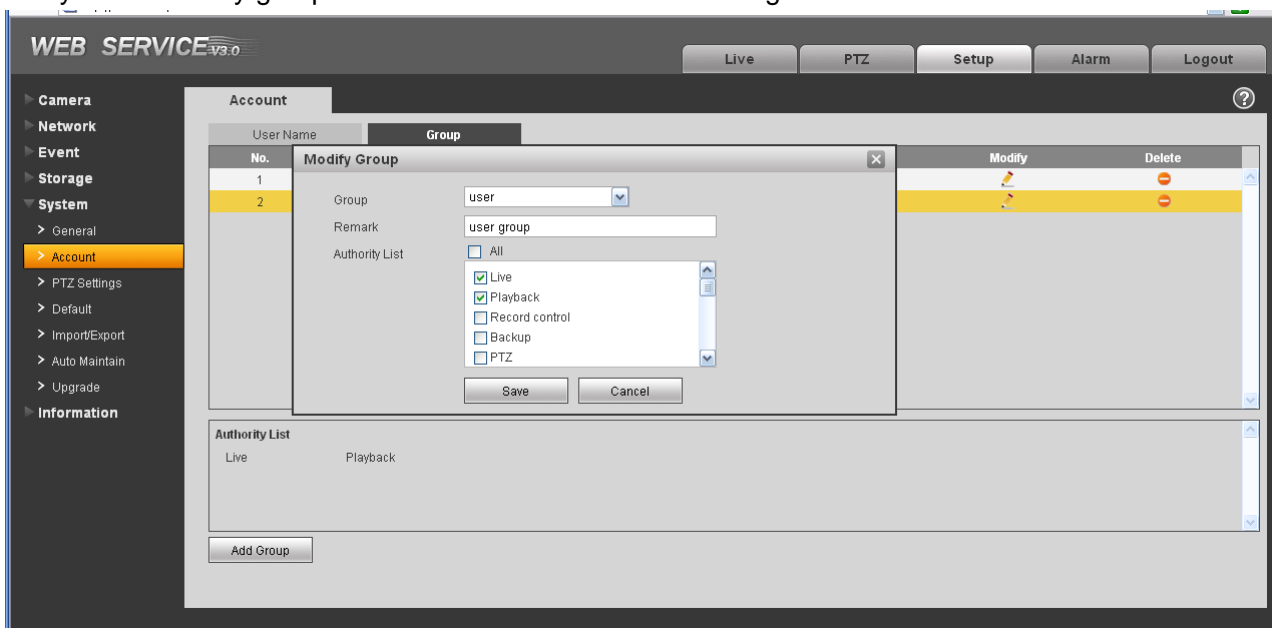 WEB SERVICE V3.0
Live PTZ Setup Alarm Logout
Camera
Network
Event
Storage
System
General
Account
PTZ Settings
Default
Import/Export
Auto Maintain
Upgrade
Information
Account
User Name Group
No. Modify Delete
1
2
Modify Group
Group user
Remark user group
Authority List All
Live
Playback
Record control
Backup
PTZ
Save Cancel
Authority List
Live Playback
Add Group